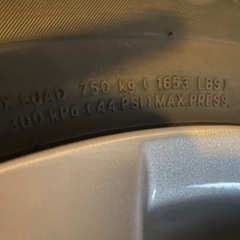 X.LOAD 750 kg ( 1653 LBS)
300 KPa (44 PSI) MAX.PRESS.